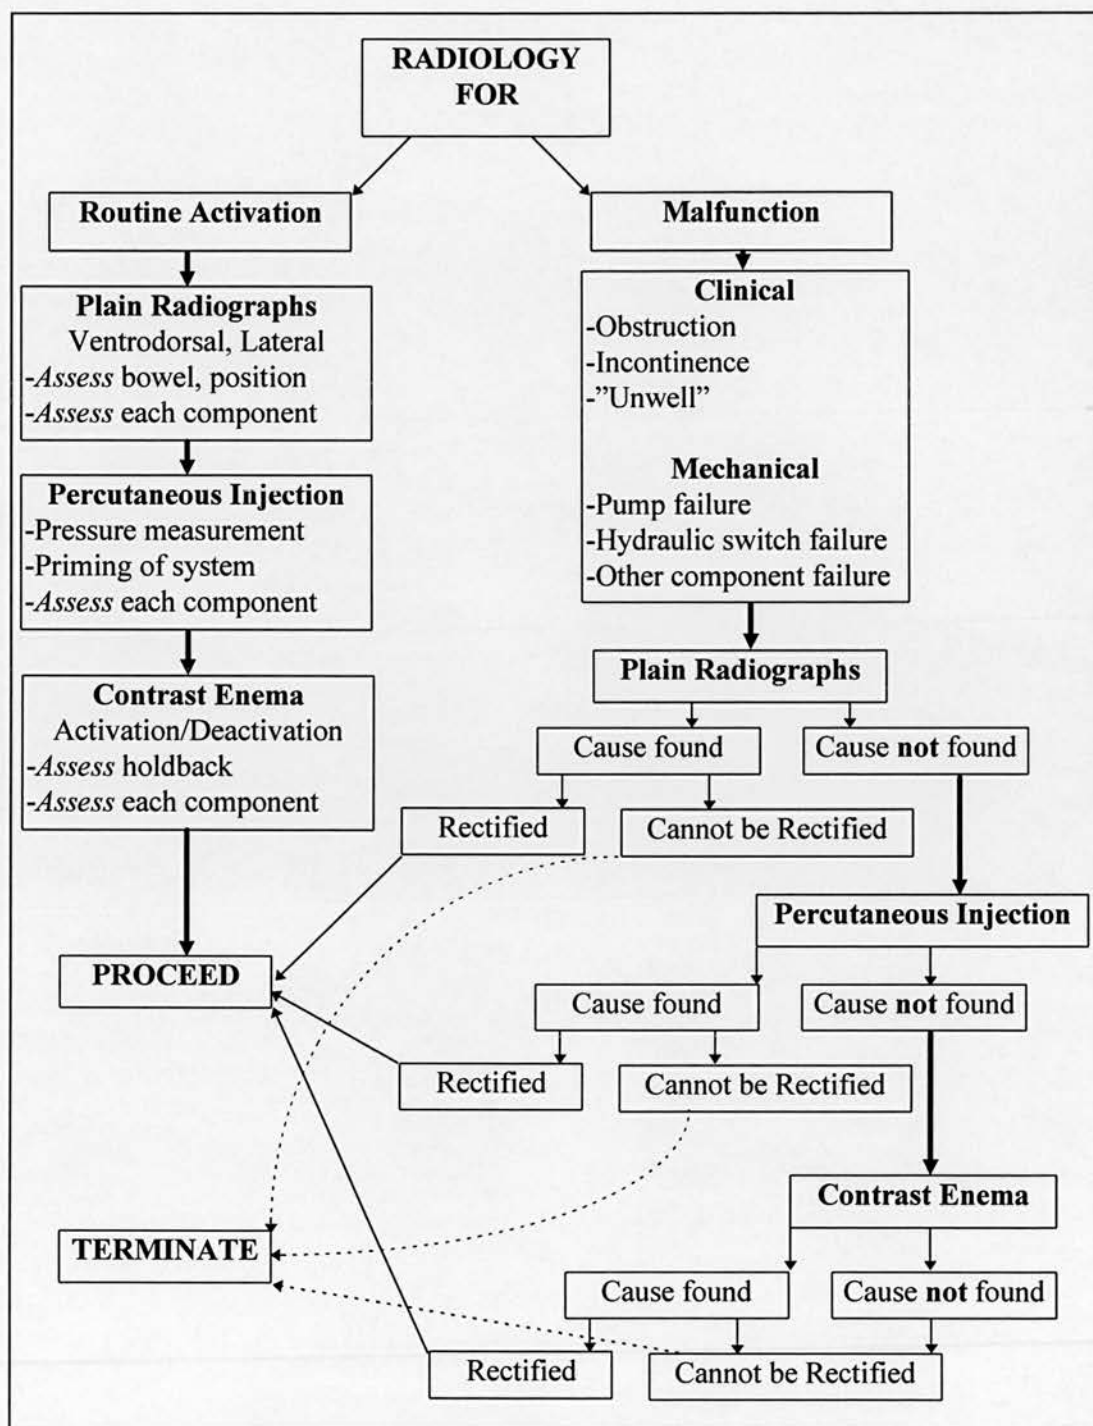 RADIOLOGY
FOR
Routine Activation
Plain Radiographs
Ventrodorsal, Lateral
-Assess bowel, position
-Assess each component
Percutaneous Injection
-Pressure measurement
-Priming of system
-Assess each component
Contrast Enema
Activation/Deactivation
-Assess holdback
-Assess each component
PROCEED
TERMINATE
Malfunction
Clinical
-Obstruction
-Incontinence
-”Unwell”
Mechanical
-Pump failure
-Hydraulic switch failure
-Other component failure
Plain Radiographs
Cause found
Cause not found
Rectified
Cannot be Rectified
Percutaneous Injection
Cause found
Cause not found
Rectified
Cannot be Rectified
Contrast Enema
Cause found
Cause not found
Rectified
Cannot be Rectified